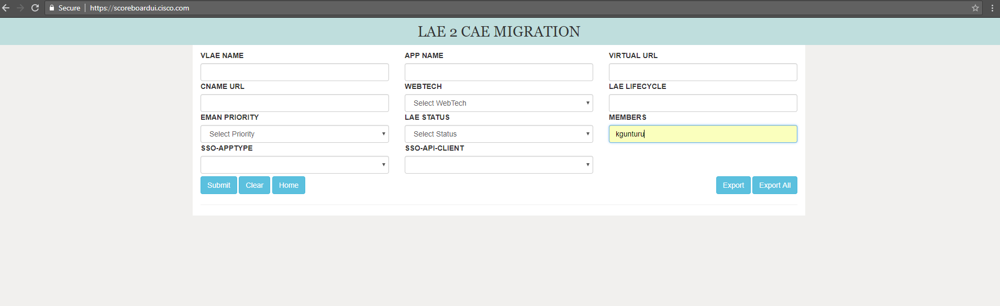 Secure https://scoreboardui.cisco.com
LAE 2 CAE MIGRATION
VLAE NAME APP NAME VIRTUAL URL
CNAME URL WEBTECH LAE LIFECYCLE
Select WebTech
EMAN PRIORITY LAE STATUS MEMBERS
Select Priority Select Status kgunturu
SSO-APPTYPE SSO-API-CLIENT
Submit Clear Home Export Export All